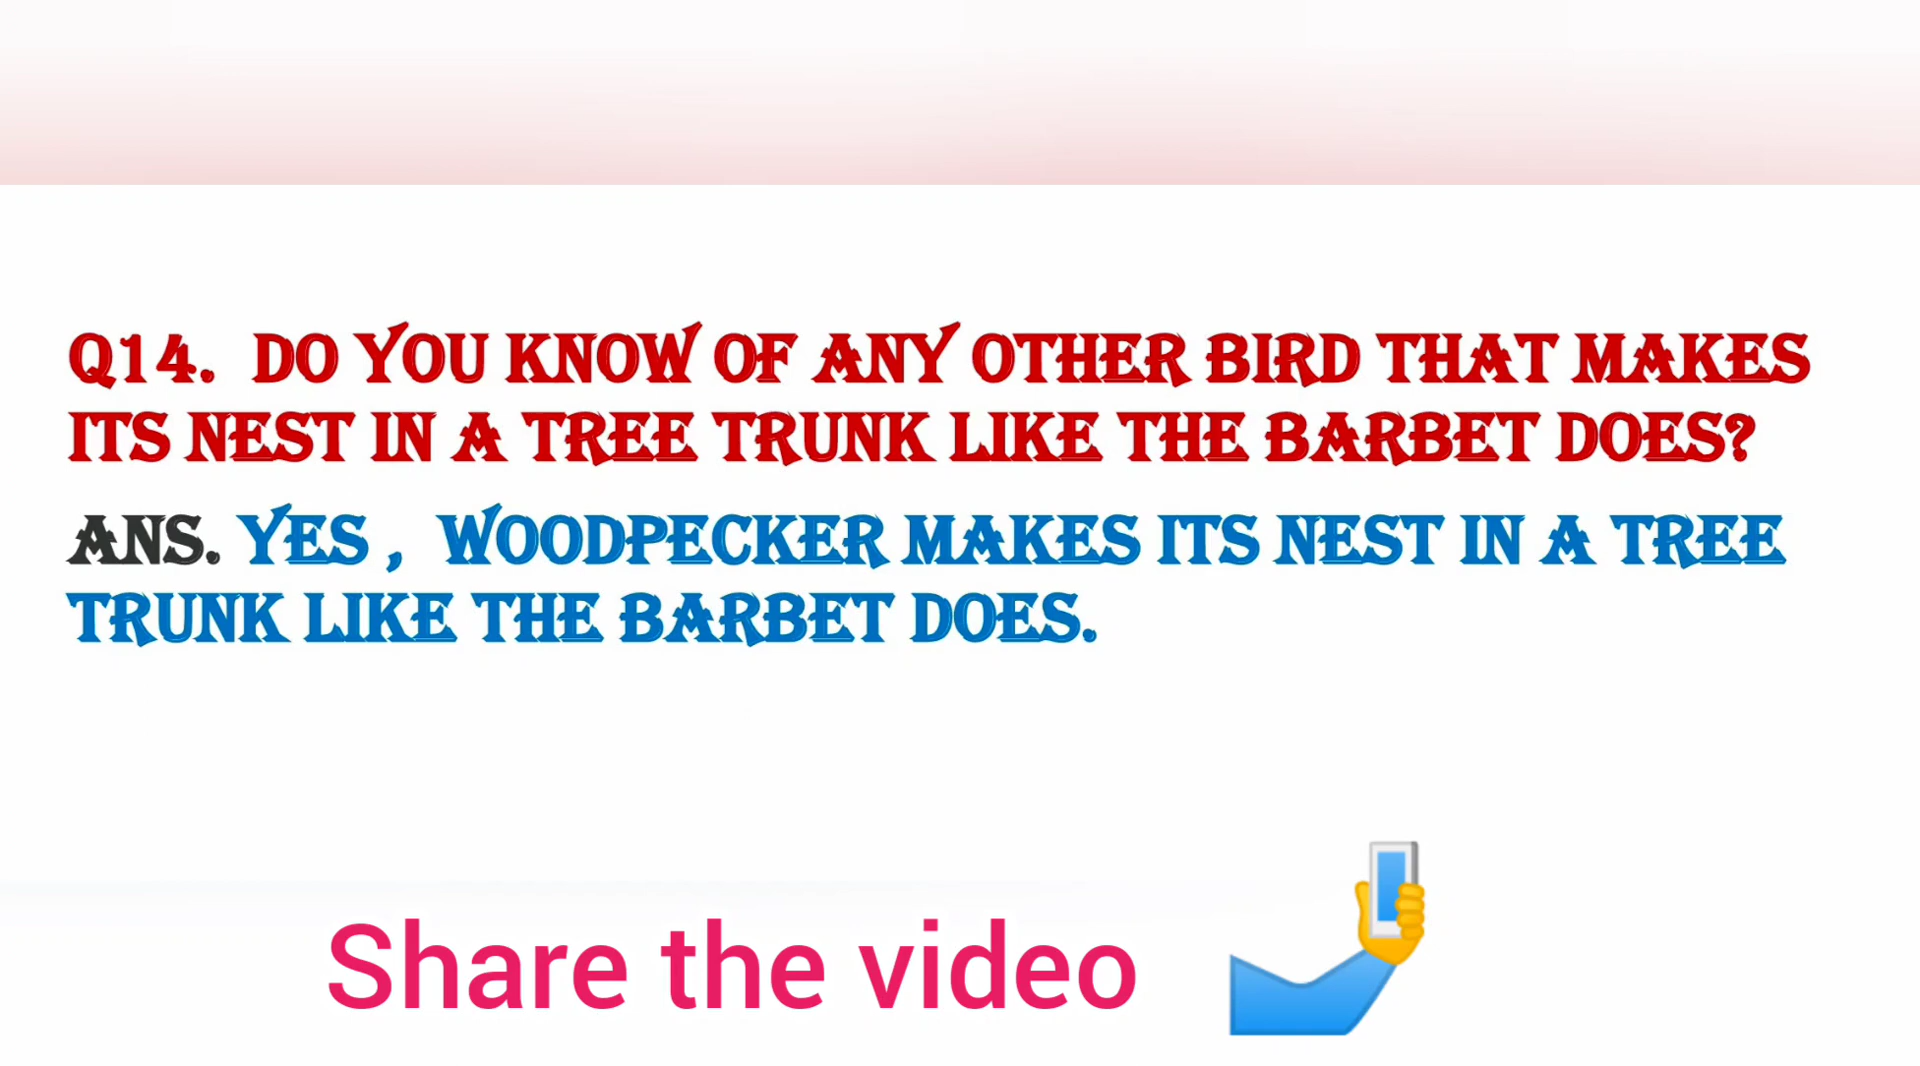 Q14. DO YOU KNOW OF ANY OTHER BIRD THAT MAKES
ITS NEST IN A TREE TRUNK LIKE THE BARBET DOES?
ANS. YES , WOODPECKER MAKES ITS NEST IN A TREE
TRUNK LIKE THE BARBET DOES.
Share the video